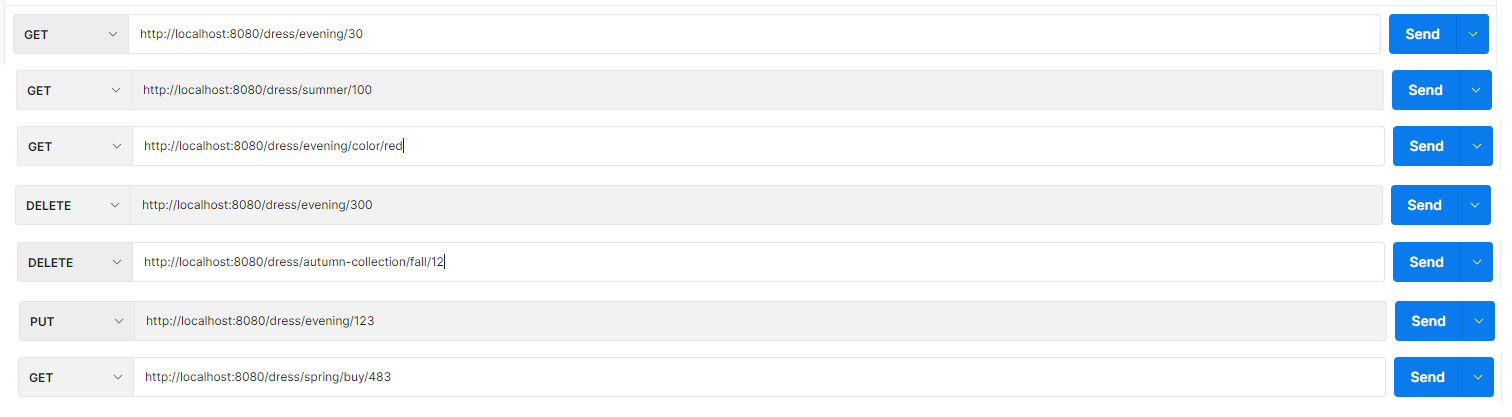 GET http://localhost:8080/dress/evening/30 Send
GET http://localhost:8080/dress/summer/100 Send
GET http://localhost:8080/dress/evening/color/red Send
DELETE http://localhost:8080/dress/evening/300 Send
DELETE http://localhost:8080/dress/autumn-collection/fall/12 Send
PUT http://localhost:8080/dress/evening/123 Send
GET http://localhost:8080/dress/spring/buy/483 Send